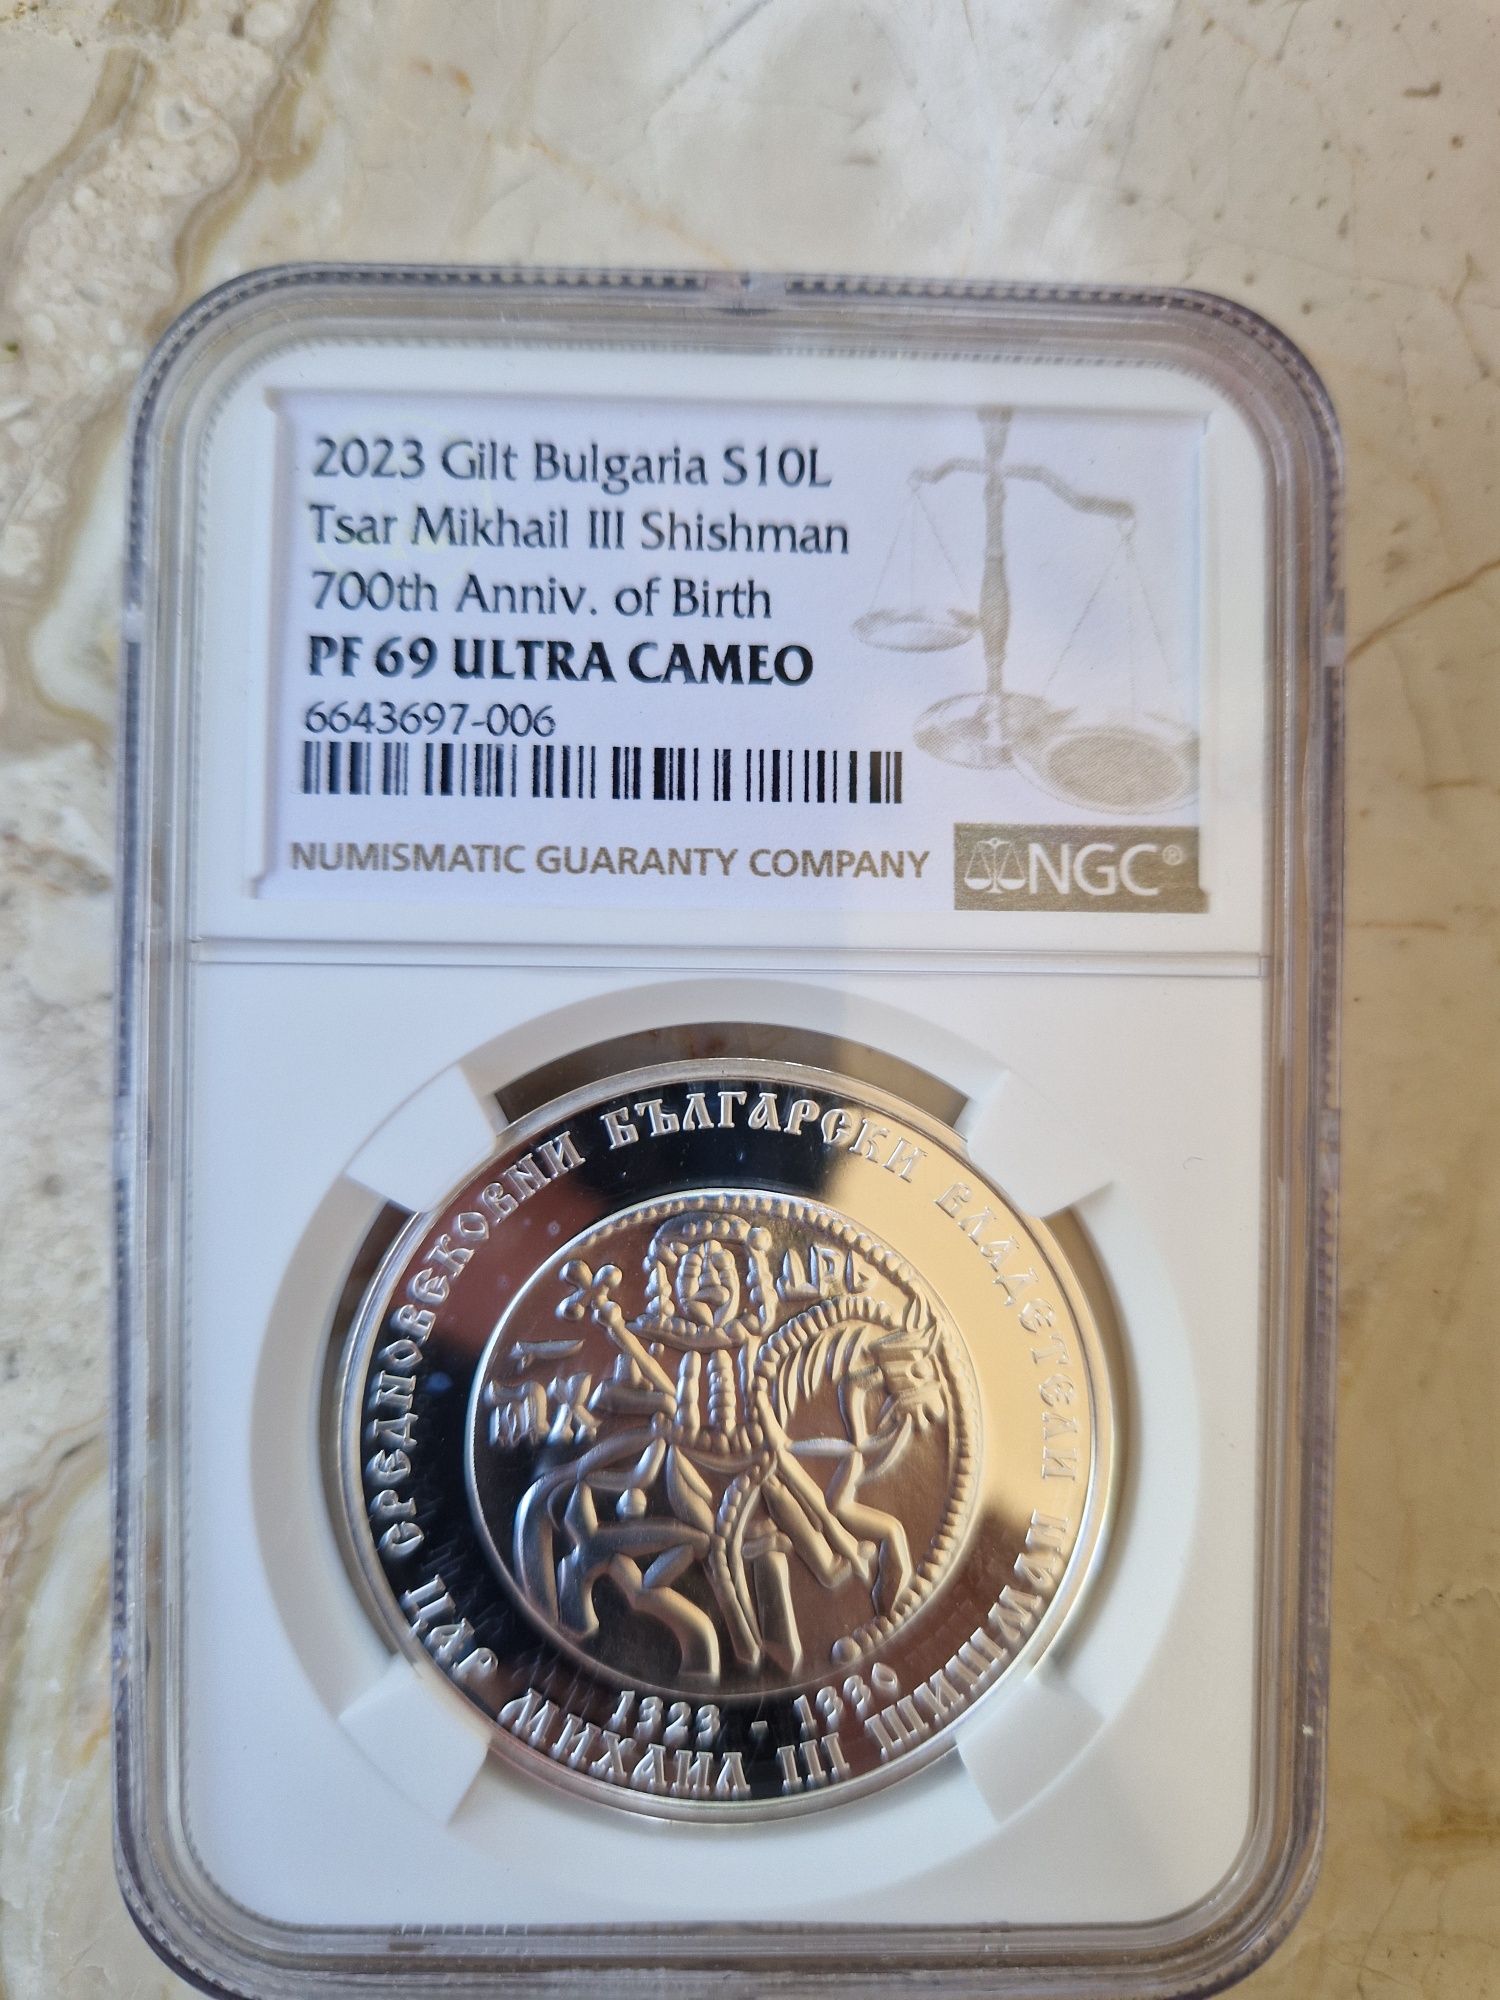 2023 Gilt Bulgaria S10L
Tsar Mikhail III Shishman
700th Anniv. of Birth
PF 69 ULTRA CAMEO
6643697-006
NUMISMATIC GUARANTY COMPANY
NGC®
СРЕДНОВЕКОВНИ БЪЛГАРСКИ ВЛАДЕТЕЛИ
1323 - 1330
ЦАР МИХАИЛ III ШИШМАН